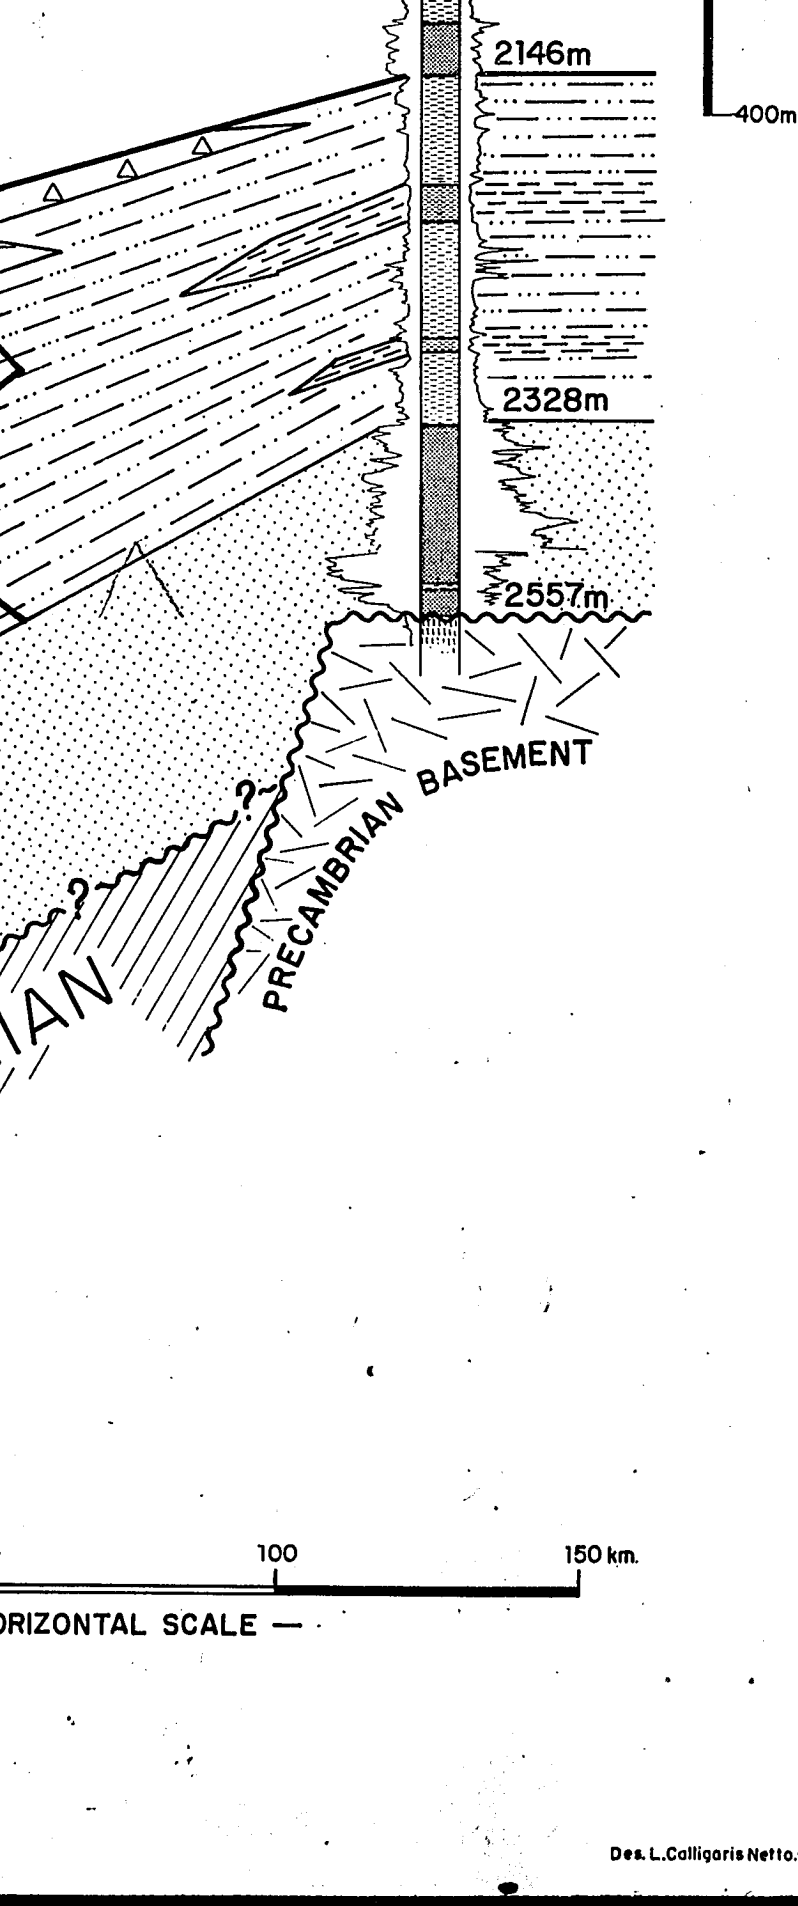 2146m
400m
2328m
2557m
PRECAMBRIAN BASEMENT
?
?
IAN
100
150 km.
ORIZONTAL SCALE —
Des. L. Calligaris Netto.